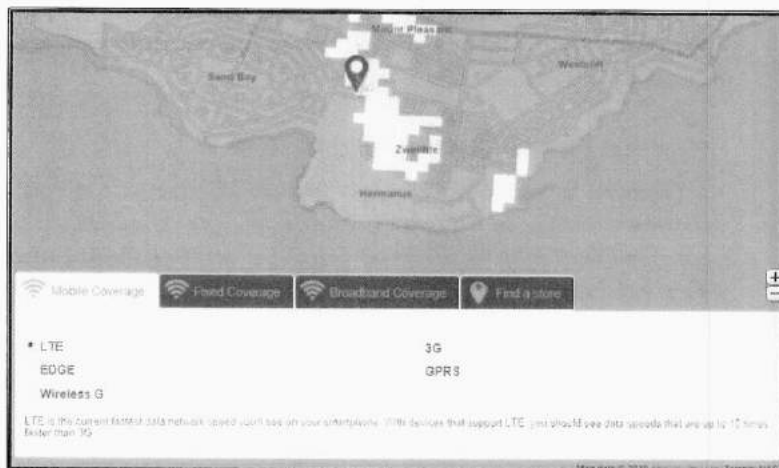 Mount Pleasant
Sand Bay
Westcliff
Zwelihle
Hermanus
Mobile Coverage
Fixed Coverage
Broadband Coverage
Find a store
+
−
* LTE
3G
EDGE
GPRS
Wireless G
LTE is the current fastest data network speed you'll see on your smartphone. With devices that support LTE, you should see data speeds that are up to 10 times
faster than 3G